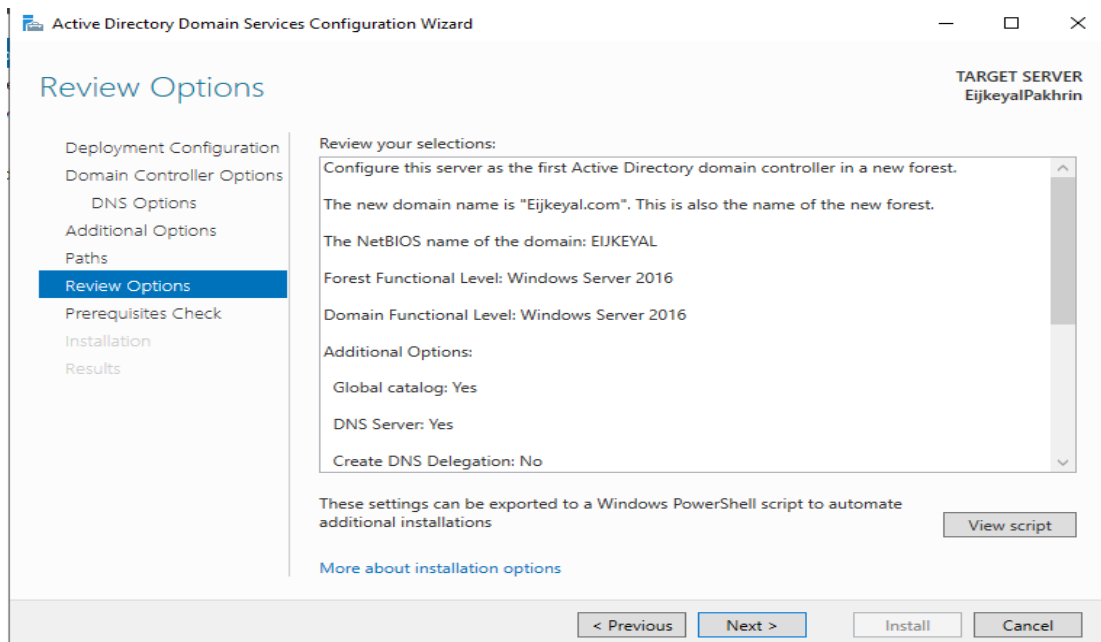 Active Directory Domain Services Configuration Wizard
Review Options
TARGET SERVER
EijkeyalPakhrin
Deployment Configuration
Domain Controller Options
DNS Options
Additional Options
Paths
Review Options
Prerequisites Check
Installation
Results
Review your selections:
Configure this server as the first Active Directory domain controller in a new forest.
The new domain name is "Eijkeyal.com". This is also the name of the new forest.
The NetBIOS name of the domain: EIJKEYAL
Forest Functional Level: Windows Server 2016
Domain Functional Level: Windows Server 2016
Additional Options:
Global catalog: Yes
DNS Server: Yes
Create DNS Delegation: No
These settings can be exported to a Windows PowerShell script to automate
additional installations
View script
More about installation options
< Previous
Next >
Install
Cancel